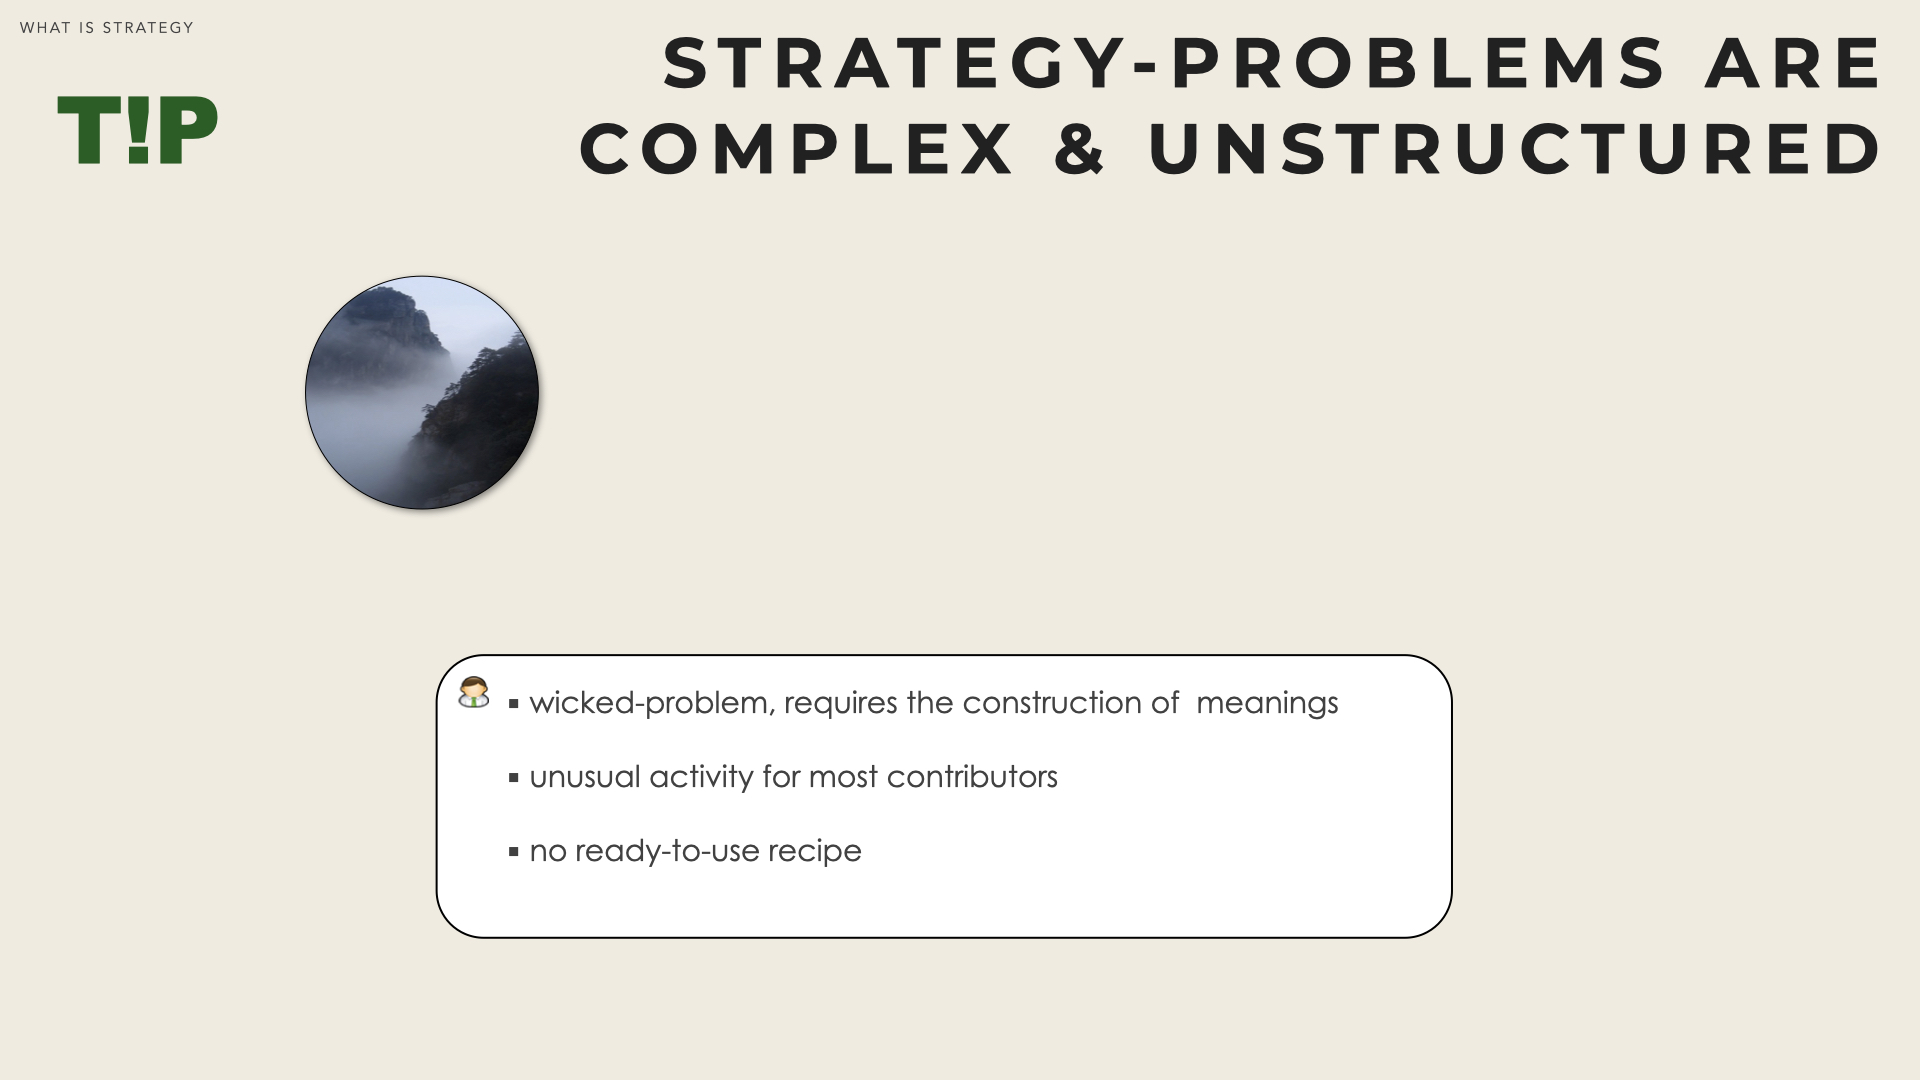 WHAT IS STRATEGY
T!P
STRATEGY-PROBLEMS ARE
COMPLEX & UNSTRUCTURED
▪ wicked-problem, requires the construction of  meanings
▪ unusual activity for most contributors
▪ no ready-to-use recipe